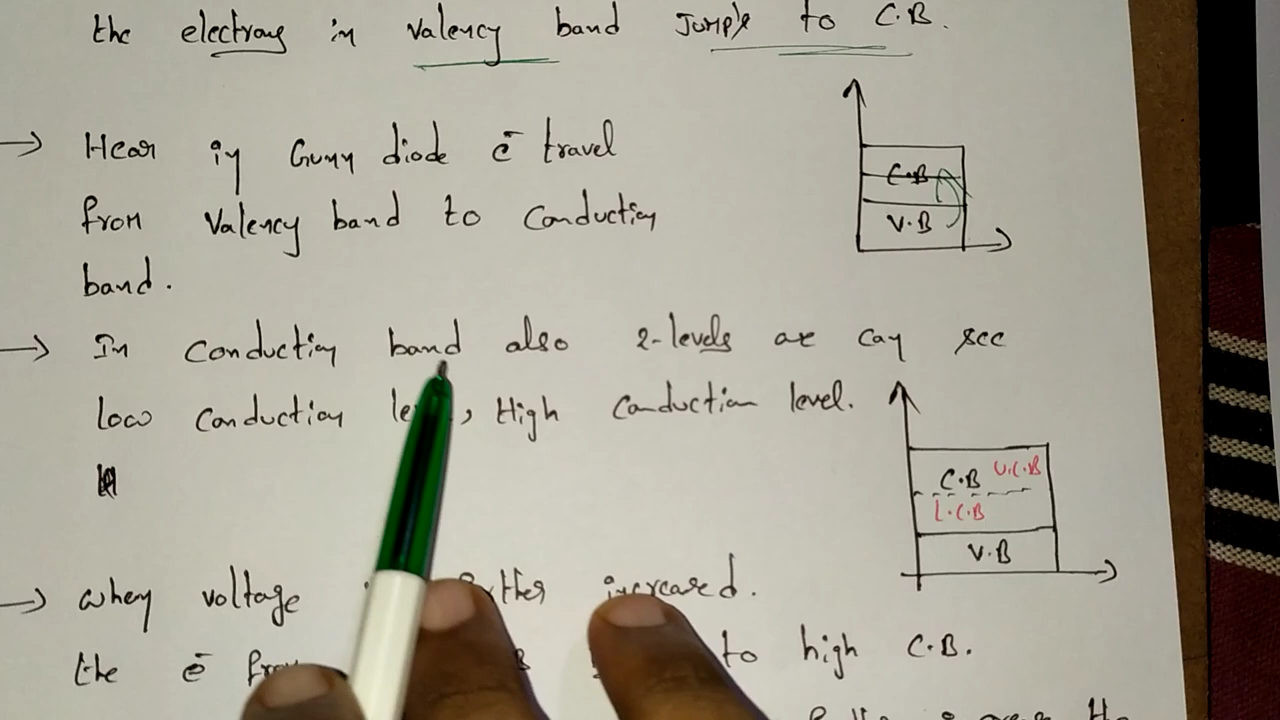 the electrons in valency band Jumps to C.B.
→ Hear in Gunn diode e⁻ travel
from valency band to conduction
band.
C.B
V.B
→ In conduction band also 2-levels are can see
low conduction , High conduction level.
C.B U.C.B
L.C.B
V.B
→ when voltage increased.
the e⁻ to high C.B.